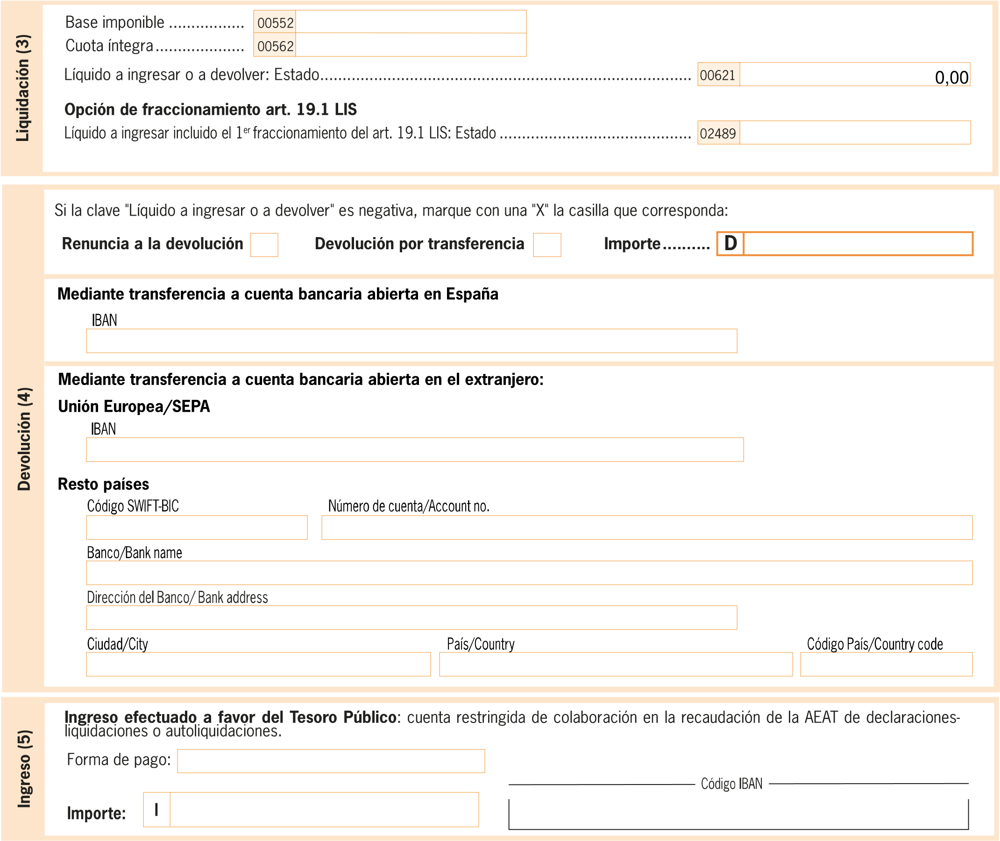 Liquidación (3)
Base imponible ................. 00552
Cuota íntegra.................... 00562
Líquido a ingresar o a devolver: Estado................................................................................... 00621 0,00
Opción de fraccionamiento art. 19.1 LIS
Líquido a ingresar incluido el 1er fraccionamiento del art. 19.1 LIS: Estado ........................................... 02489
Devolución (4)
Si la clave "Líquido a ingresar o a devolver" es negativa, marque con una "X" la casilla que corresponda:
Renuncia a la devolución Devolución por transferencia Importe.......... D
Mediante transferencia a cuenta bancaria abierta en España
IBAN
Mediante transferencia a cuenta bancaria abierta en el extranjero:
Unión Europea/SEPA
IBAN
Resto países
Código SWIFT-BIC Número de cuenta/Account no.
Banco/Bank name
Dirección del Banco/ Bank address
Ciudad/City País/Country Código País/Country code
Ingreso (5)
Ingreso efectuado a favor del Tesoro Público: cuenta restringida de colaboración en la recaudación de la AEAT de declaraciones-
liquidaciones o autoliquidaciones.
Forma de pago:
Código IBAN
Importe: I